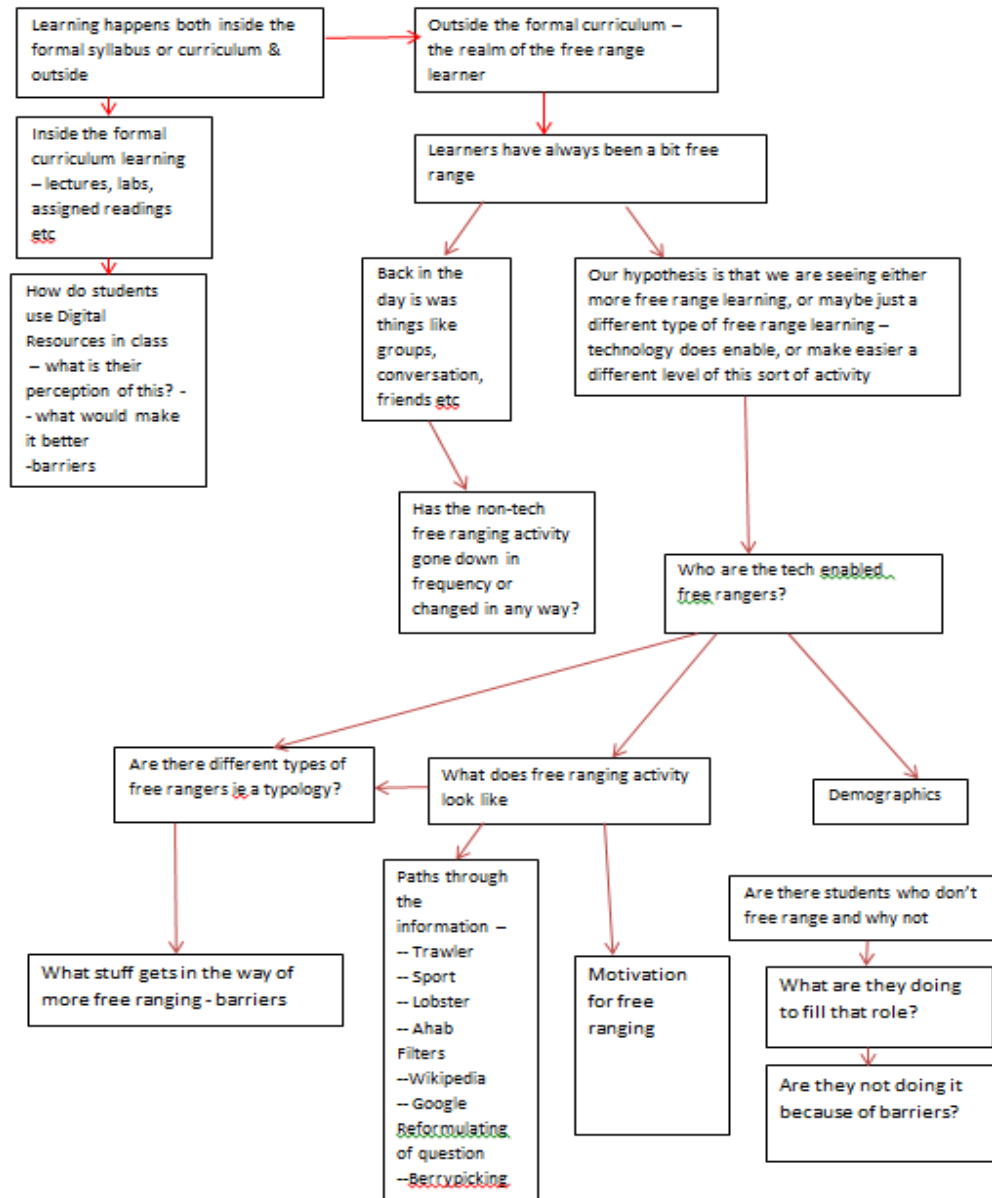 Learning happens both inside the
formal syllabus or curriculum &
outside
Outside the formal curriculum –
the realm of the free range
learner
Inside the formal
curriculum learning
– lectures, labs,
assigned readings
etc
Learners have always been a bit free
range
How do students
use Digital
Resources in class
– what is their
perception of this? -
- what would make
it better
-barriers
Back in the
day is was
things like
groups,
conversation,
friends etc
Our hypothesis is that we are seeing either
more free range learning, or maybe just a
different type of free range learning –
technology does enable, or make easier a
different level of this sort of activity
Has the non-tech
free ranging activity
gone down in
frequency or
changed in any way?
Who are the tech enabled
free rangers?
Are there different types of
free rangers ie a typology?
What does free ranging activity
look like
Demographics
Paths through
the
information –
-- Trawler
-- Sport
-- Lobster
-- Ahab
Filters
--Wikipedia
-- Google
Reformulating
of question
--Berrypicking
Are there students who don't
free range and why not
What stuff gets in the way of
more free ranging - barriers
Motivation
for free
ranging
What are they doing
to fill that role?
Are they not doing it
because of barriers?